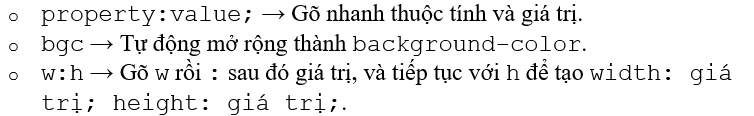 o property:value; → Gõ nhanh thuộc tính và giá trị.
o bgc → Tự động mở rộng thành background-color.
o w:h → Gõ w rồi : sau đó giá trị, và tiếp tục với h để tạo width: giá
trị; height: giá trị;.